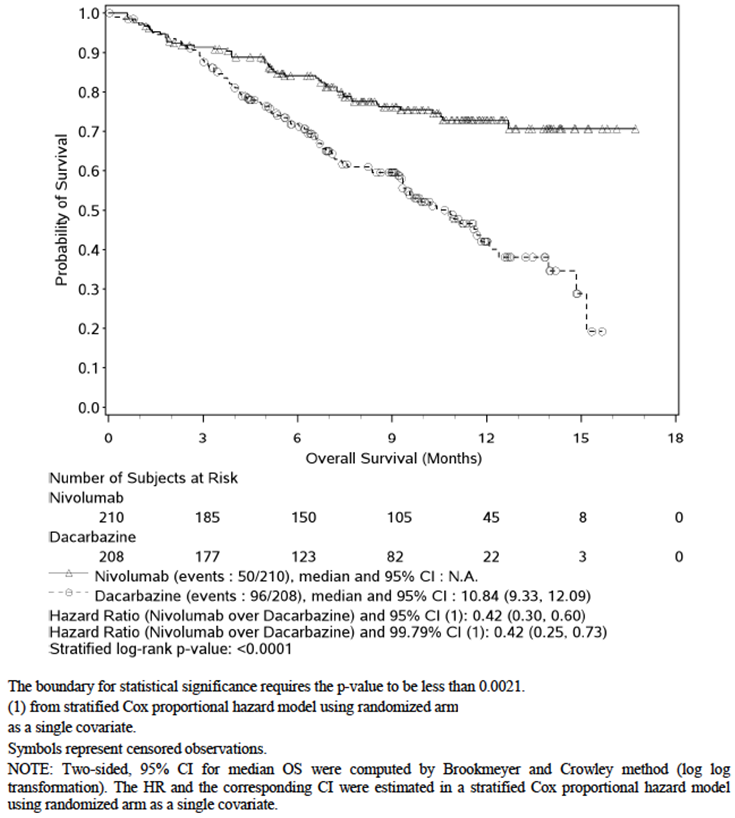 1.0
0.9
0.8
0.7
0.6
0.5
0.4
0.3
0.2
0.1
0.0
Probability of Survival
0 3 6 9 12 15 18
Overall Survival (Months)
Number of Subjects at Risk
Nivolumab
210 185 150 105 45 8 0
Dacarbazine
208 177 123 82 22 3 0
Nivolumab (events : 50/210), median and 95% CI : N.A.
Dacarbazine (events : 96/208), median and 95% CI : 10.84 (9.33, 12.09)
Hazard Ratio (Nivolumab over Dacarbazine) and 95% CI (1): 0.42 (0.30, 0.60)
Hazard Ratio (Nivolumab over Dacarbazine) and 99.79% CI (1): 0.42 (0.25, 0.73)
Stratified log-rank p-value: <0.0001
The boundary for statistical significance requires the p-value to be less than 0.0021.
(1) from stratified Cox proportional hazard model using randomized arm
as a single covariate.
Symbols represent censored observations.
NOTE: Two-sided, 95% CI for median OS were computed by Brookmeyer and Crowley method (log log
transformation). The HR and the corresponding CI were estimated in a stratified Cox proportional hazard model
using randomized arm as a single covariate.